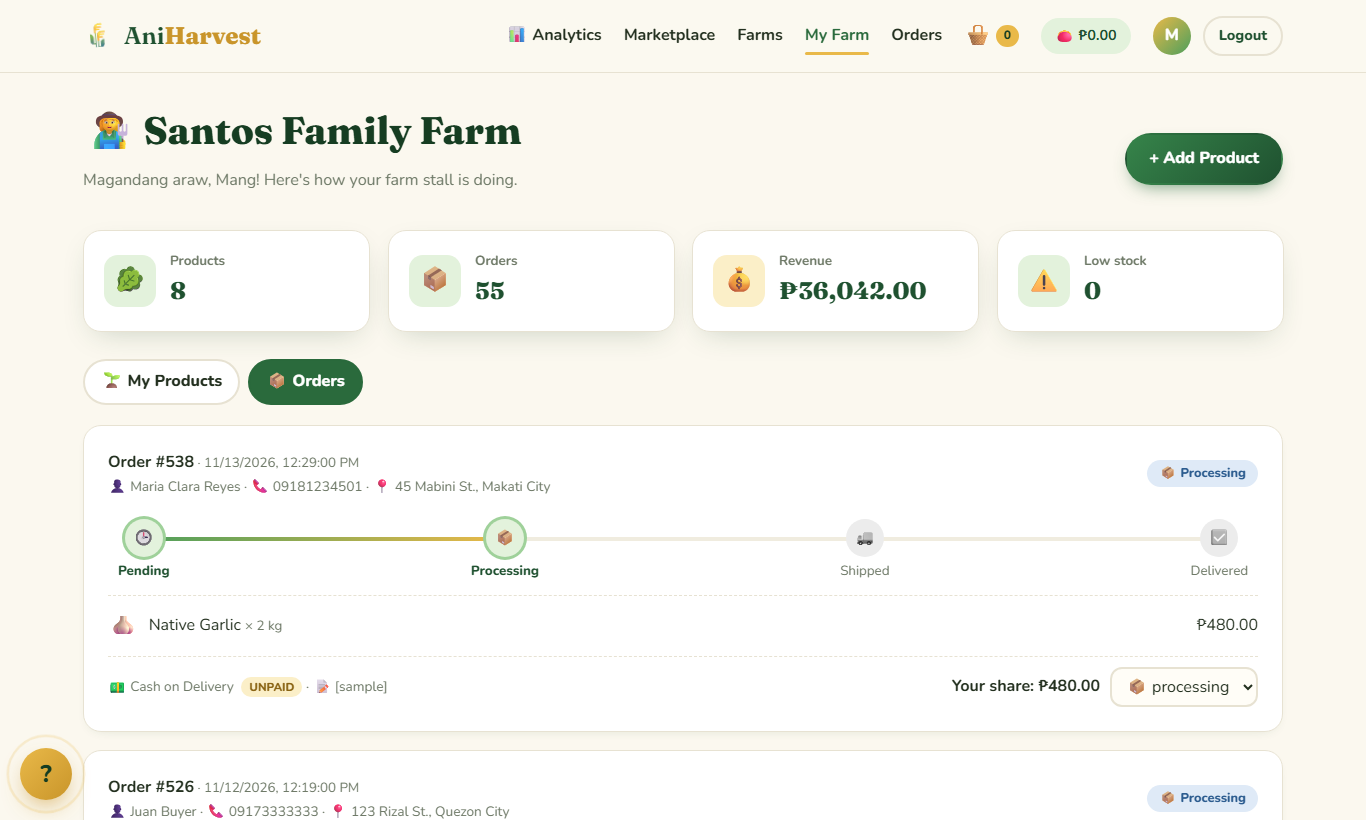 AniHarvest
Analytics Marketplace Farms My Farm Orders 0 ₱0.00 M Logout
Santos Family Farm
Magandang araw, Mang! Here's how your farm stall is doing.
+ Add Product
Products
8
Orders
55
Revenue
₱36,042.00
Low stock
0
My Products
Orders
Order #538 · 11/13/2026, 12:29:00 PM
Maria Clara Reyes · 09181234501 · 45 Mabini St., Makati City
Processing
Pending
Processing
Shipped
Delivered
Native Garlic × 2 kg
₱480.00
Cash on Delivery UNPAID · [sample]
Your share: ₱480.00
processing
Order #526 · 11/12/2026, 12:19:00 PM
Juan Buyer · 09173333333 · 123 Rizal St., Quezon City
Processing
?